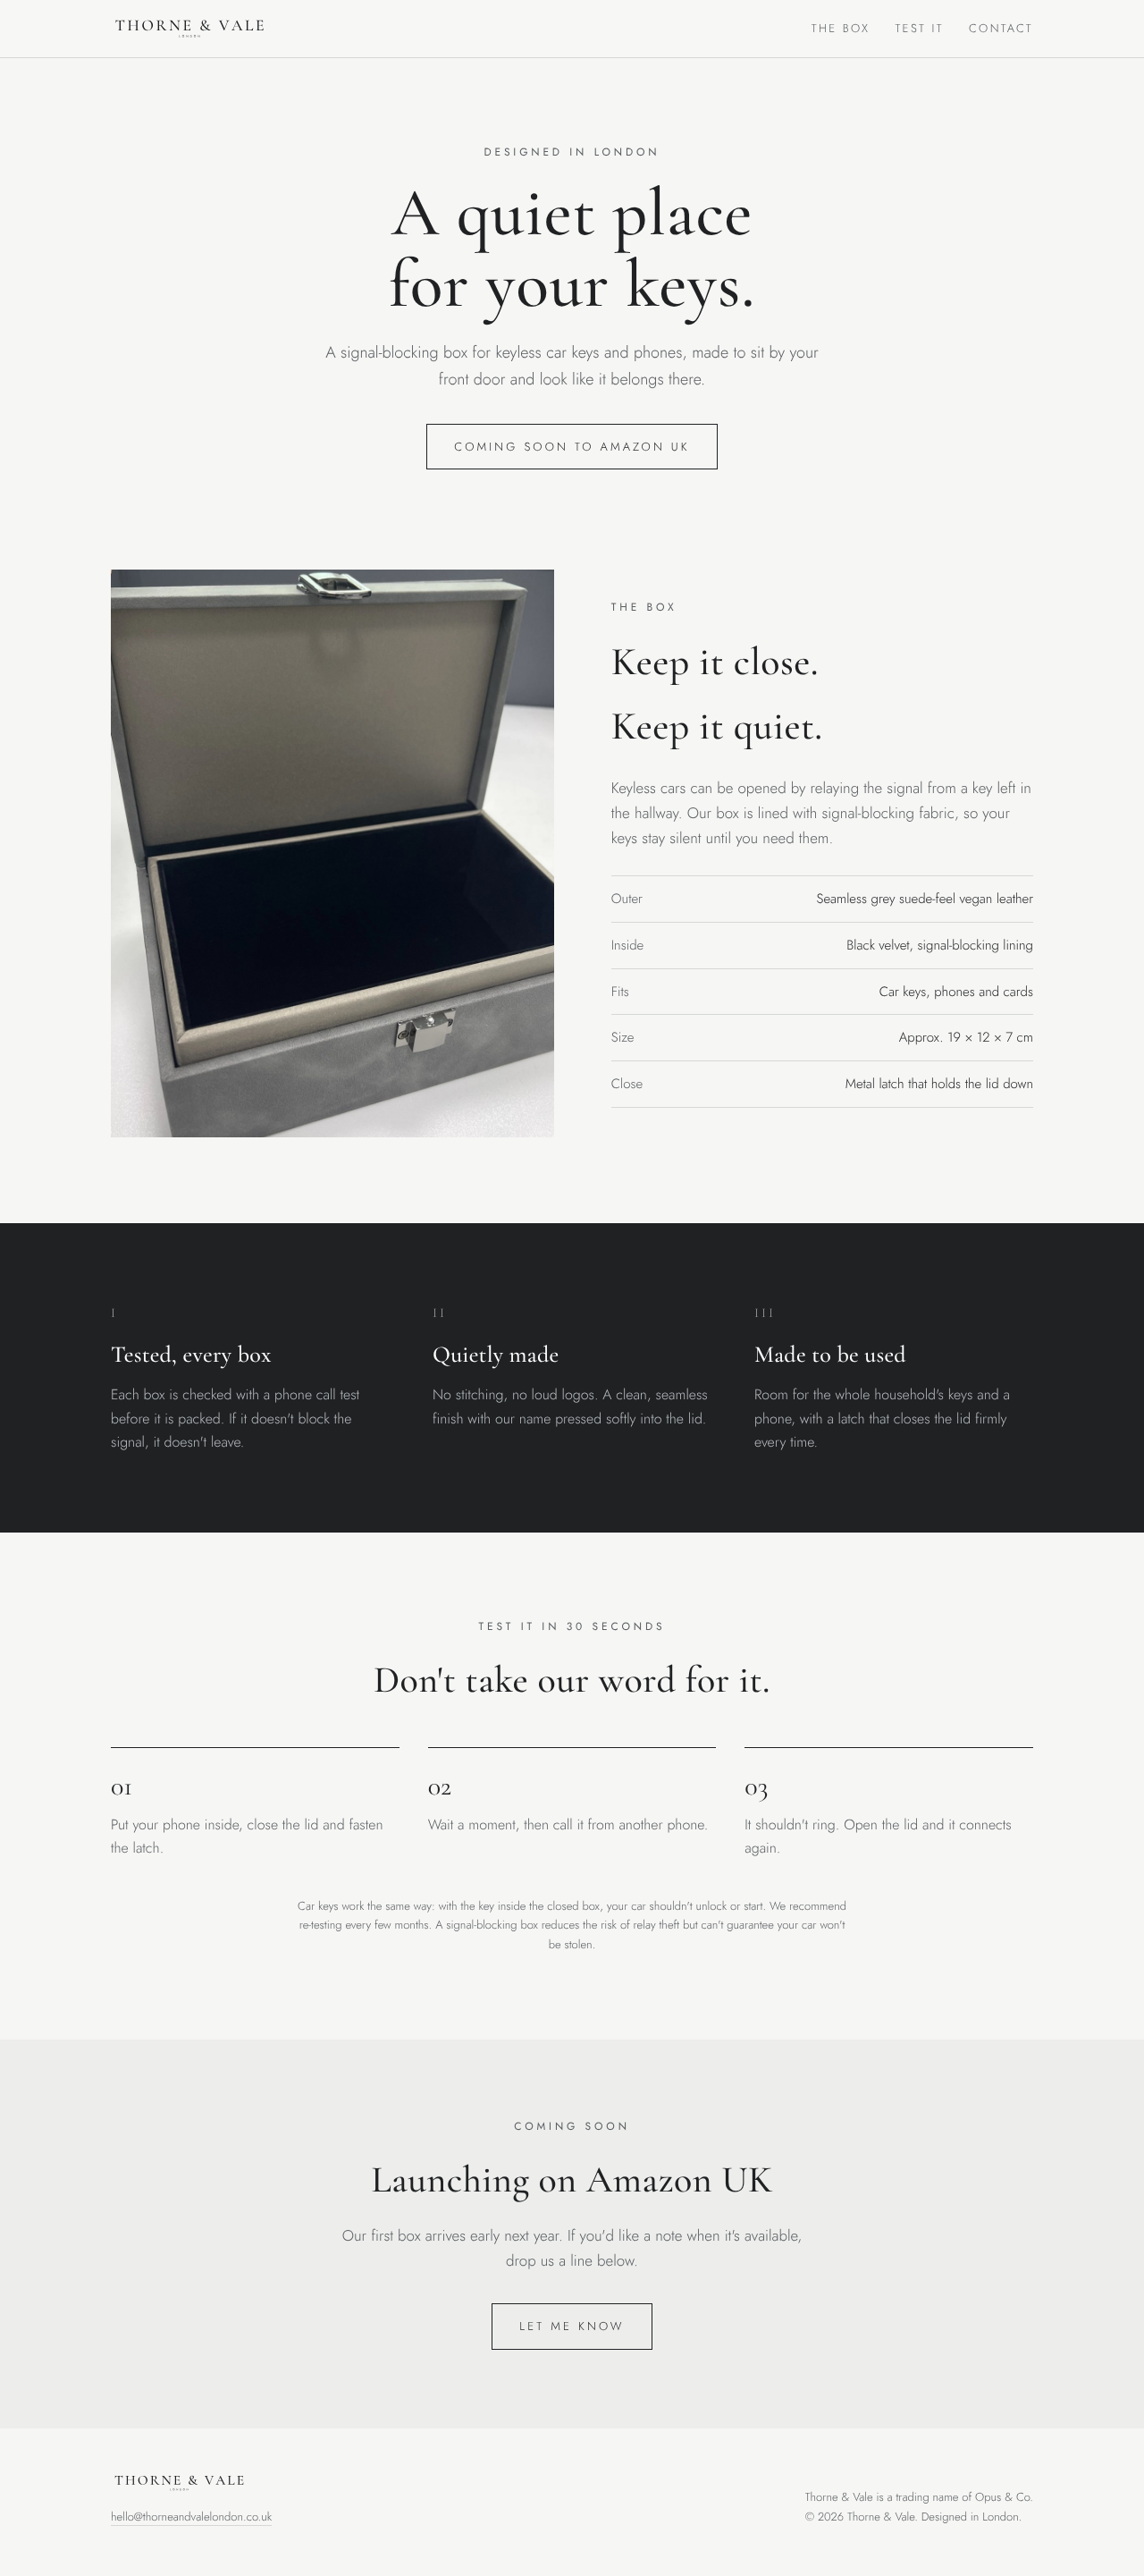 THORNE & VALE
LONDON
THE BOX TEST IT CONTACT
DESIGNED IN LONDON
A quiet place
for your keys.
A signal-blocking box for keyless car keys and phones, made to sit by your
front door and look like it belongs there.
COMING SOON TO AMAZON UK
THE BOX
Keep it close.
Keep it quiet.
Keyless cars can be opened by relaying the signal from a key left in
the hallway. Our box is lined with signal-blocking fabric, so your
keys stay silent until you need them.
Outer Seamless grey suede-feel vegan leather
Inside Black velvet, signal-blocking lining
Fits Car keys, phones and cards
Size Approx. 19 × 12 × 7 cm
Close Metal latch that holds the lid down
I
Tested, every box
Each box is checked with a phone call test
before it is packed. If it doesn't block the
signal, it doesn't leave.
II
Quietly made
No stitching, no loud logos. A clean, seamless
finish with our name pressed softly into the lid.
III
Made to be used
Room for the whole household's keys and a
phone, with a latch that closes the lid firmly
every time.
TEST IT IN 30 SECONDS
Don't take our word for it.
01
Put your phone inside, close the lid and fasten
the latch.
02
Wait a moment, then call it from another phone.
03
It shouldn't ring. Open the lid and it connects
again.
Car keys work the same way: with the key inside the closed box, your car shouldn't unlock or start. We recommend
re-testing every few months. A signal-blocking box reduces the risk of relay theft but can't guarantee your car won't
be stolen.
COMING SOON
Launching on Amazon UK
Our first box arrives early next year. If you'd like a note when it's available,
drop us a line below.
LET ME KNOW
THORNE & VALE
LONDON
hello@thorneandvalelondon.co.uk
Thorne & Vale is a trading name of Opus & Co.
© 2026 Thorne & Vale. Designed in London.